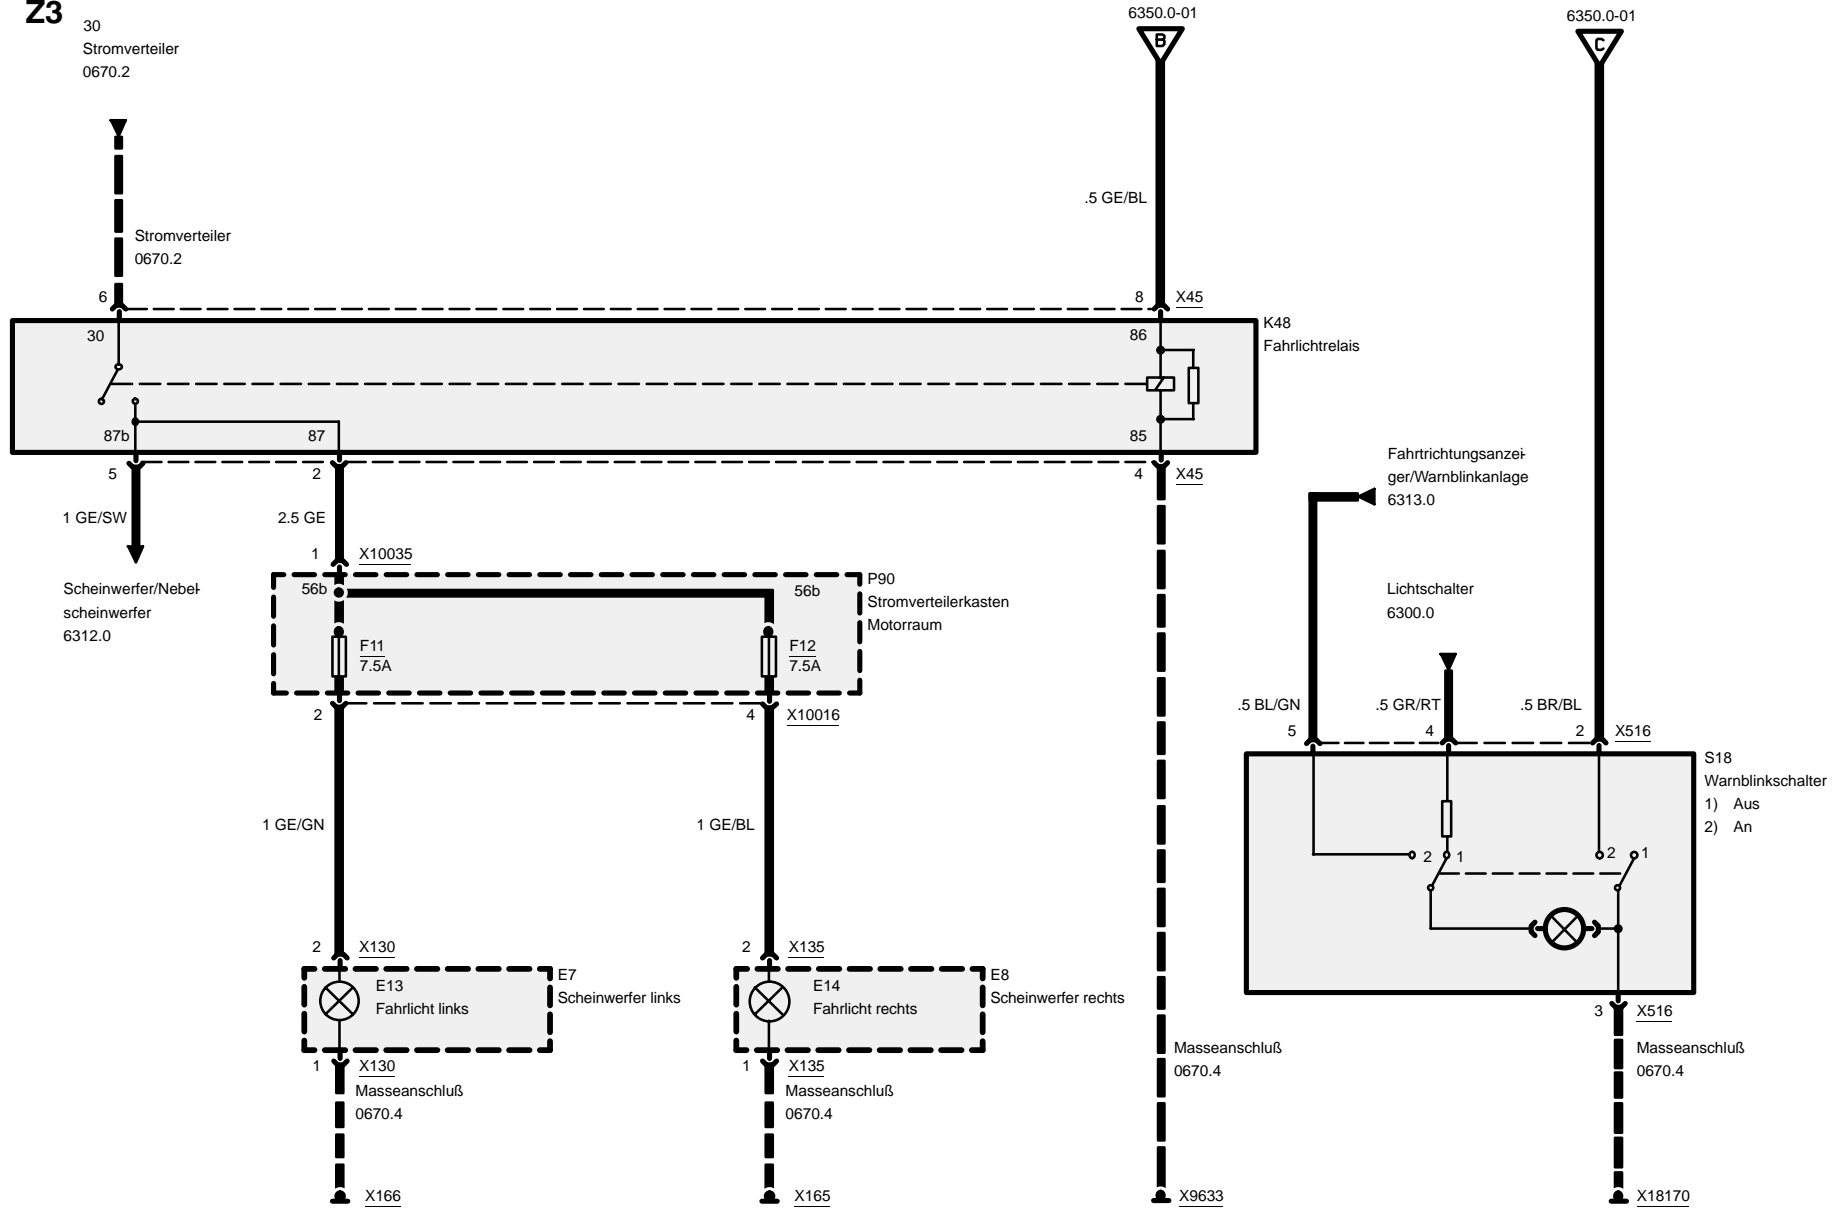 Z3
30
Stromverteiler
0670.2
6350.0-01
B
6350.0-01
C
.5 GE/BL
Stromverteiler
0670.2
6
8
X45
30
86
K48
Fahrlichtrelais
87b
87
85
5
2
4
X45
1 GE/SW
2.5 GE
Fahrtrichtungsanzei-
ger/Warnblinkanlage
6313.0
1
X10035
Scheinwerfer/Nebel-
scheinwerfer
6312.0
56b
56b
P90
Stromverteilerkasten
Motorraum
F11
7.5A
F12
7.5A
Lichtschalter
6300.0
2
4
X10016
.5 BL/GN
.5 GR/RT
.5 BR/BL
5
4
2
X516
S18
Warnblinkschalter
1) Aus
2) An
1 GE/GN
1 GE/BL
2
1
2
1
2
X130
2
X135
E13
Fahrlicht links
E7
Scheinwerfer links
E14
Fahrlicht rechts
E8
Scheinwerfer rechts
3
X516
1
X130
Masseanschluß
0670.4
1
X135
Masseanschluß
0670.4
Masseanschluß
0670.4
Masseanschluß
0670.4
X166
X165
X9633
X18170